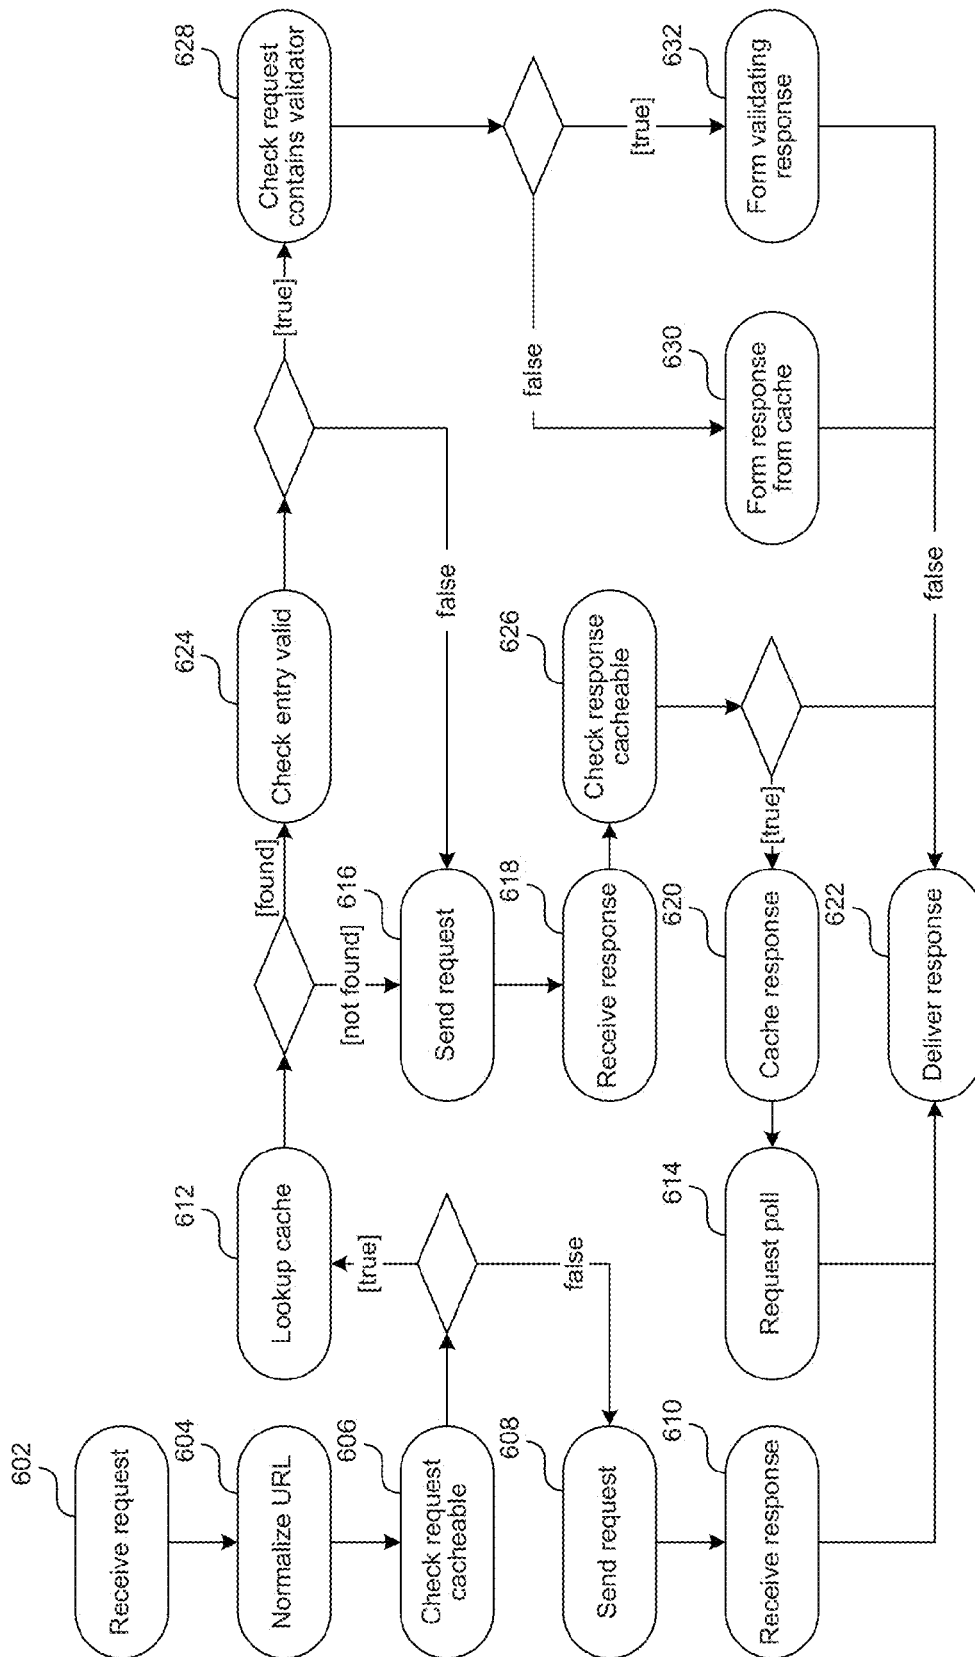 602
Receive request
604
Normalize URL
606
Check request
cacheable
608
Send request
610
Receive response
612
Lookup cache
[true]
false
614
Request poll
[found]
[not found]
616
Send request
618
Receive response
620
Cache response
622
Deliver response
624
Check entry valid
626
Check response
cacheable
[true]
false
[true]
false
628
Check request
contains validator
false
[true]
630
Form response
from cache
632
Form validating
response